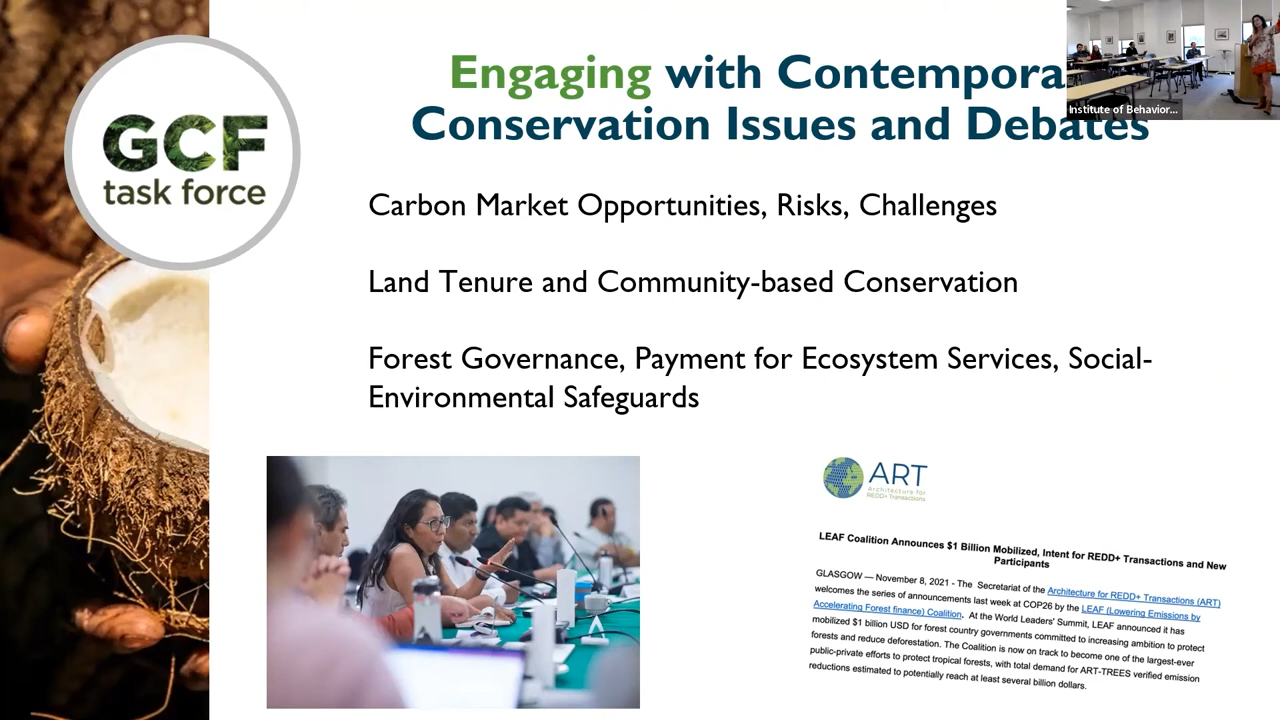 GCF
task force
Engaging with Contempora
Conservation Issues and Debates
Institute of Behavior...
Carbon Market Opportunities, Risks, Challenges
Land Tenure and Community-based Conservation
Forest Governance, Payment for Ecosystem Services, Social-
Environmental Safeguards
ART
Architecture for
REDD+ Transactions
LEAF Coalition Announces $1 Billion Mobilized, Intent for REDD+ Transactions and New
Participants
GLASGOW — November 8, 2021 - The Secretariat of the Architecture for REDD+ Transactions (ART)
welcomes the series of announcements last week at COP26 by the LEAF (Lowering Emissions by
Accelerating Forest finance) Coalition. At the World Leaders' Summit, LEAF announced it has
mobilized $1 billion USD for forest country governments committed to increasing ambition to protect
forests and reduce deforestation. The Coalition is now on track to become one of the largest-ever
public-private efforts to protect tropical forests, with total demand for ART-TREES verified emission
reductions estimated to potentially reach at least several billion dollars.